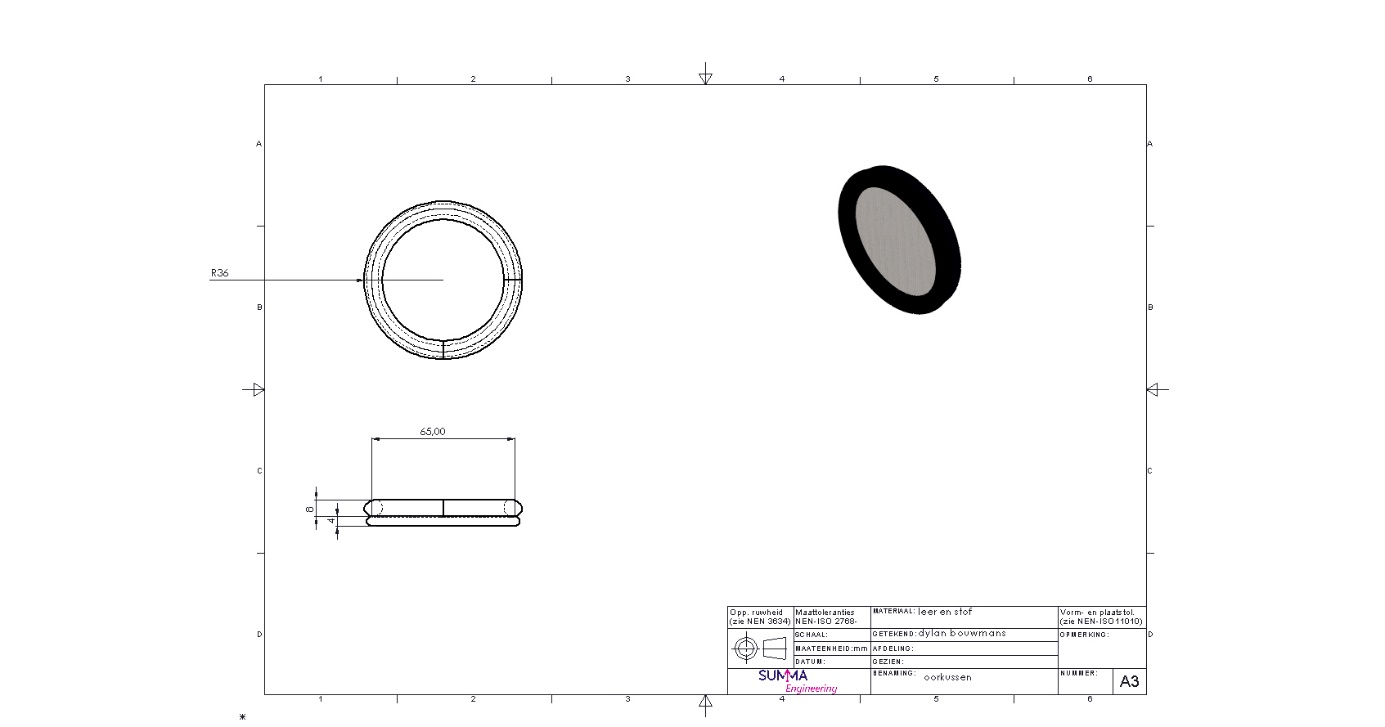 1 2 3 4 5 6
A A
R36
B B
65,00
C C
8
4
Opp. ruwheid Maattoleranties MATERIAAL: leer en stof Vorm- en plaatstol.
(zie NEN 3634) NEN-ISO 2768- (zie NEN-ISO11010)
D D
SCHAAL: GETEKEND: dylan bouwmans OPMERKING:
MAATEENHEID:mm AFDELING:
DATUM: GEZIEN:
SUMMA BENAMING: oorkussen NUMMER: A3
Engineering
1 2 3 4 5 6
*